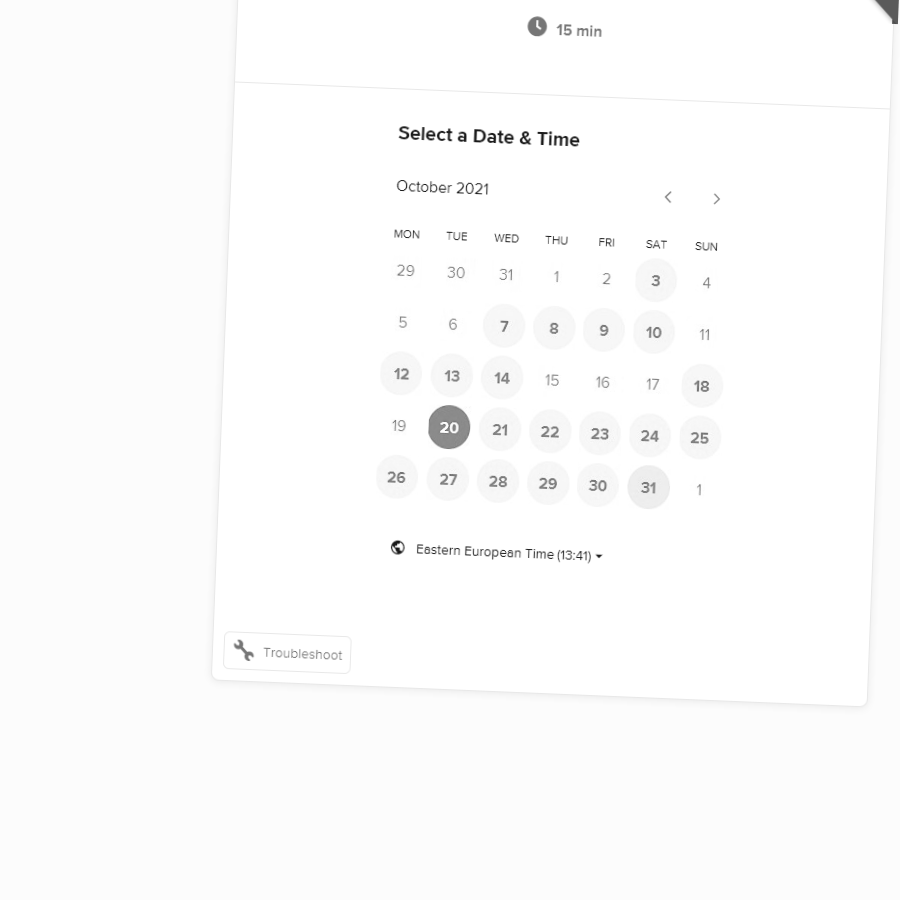 15 min
Select a Date & Time
October 2021
MON TUE WED THU FRI SAT SUN
29 30 31 1 2 3 4
5 6 7 8 9 10 11
12 13 14 15 16 17 18
19 20 21 22 23 24 25
26 27 28 29 30 31 1
Eastern European Time (13:41)
Troubleshoot